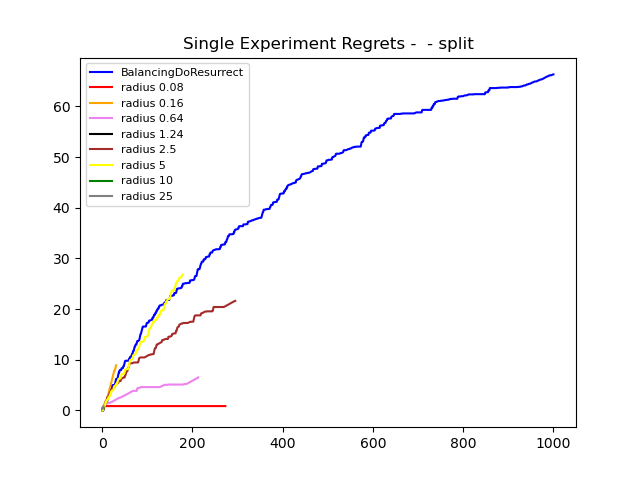 Single Experiment Regrets -  - split
BalancingDoResurrect
radius 0.08
radius 0.16
radius 0.64
radius 1.24
radius 2.5
radius 5
radius 10
radius 25
60
50
40
30
20
10
0
0 200 400 600 800 1000